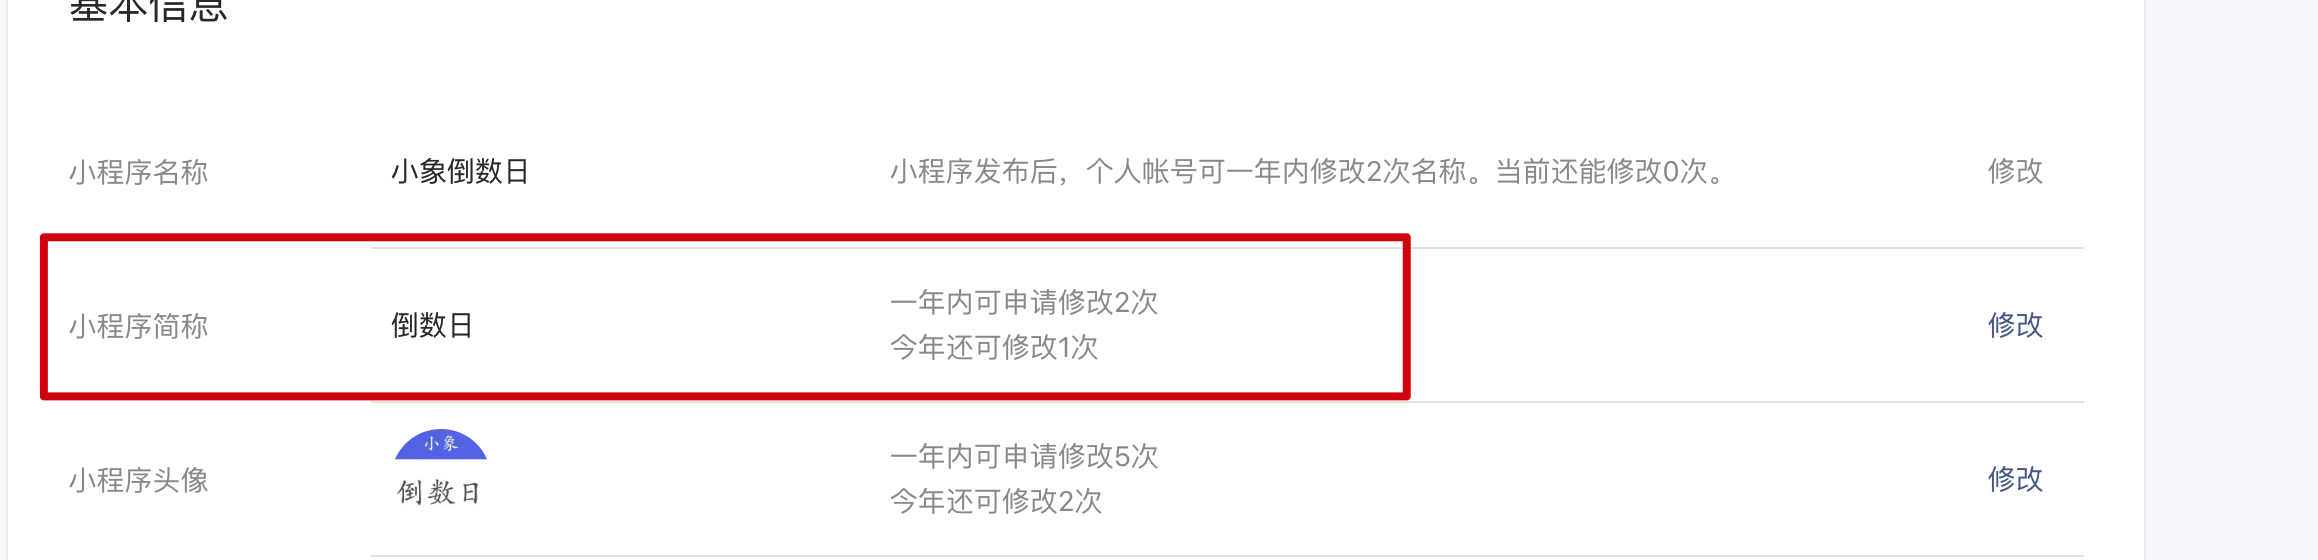 基本信息
小程序名称
小象倒数日
小程序发布后，个人帐号可一年内修改2次名称。当前还能修改0次。
修改
小程序简称
倒数日
一年内可申请修改2次
今年还可修改1次
修改
小程序头像
小象
倒数日
一年内可申请修改5次
今年还可修改2次
修改